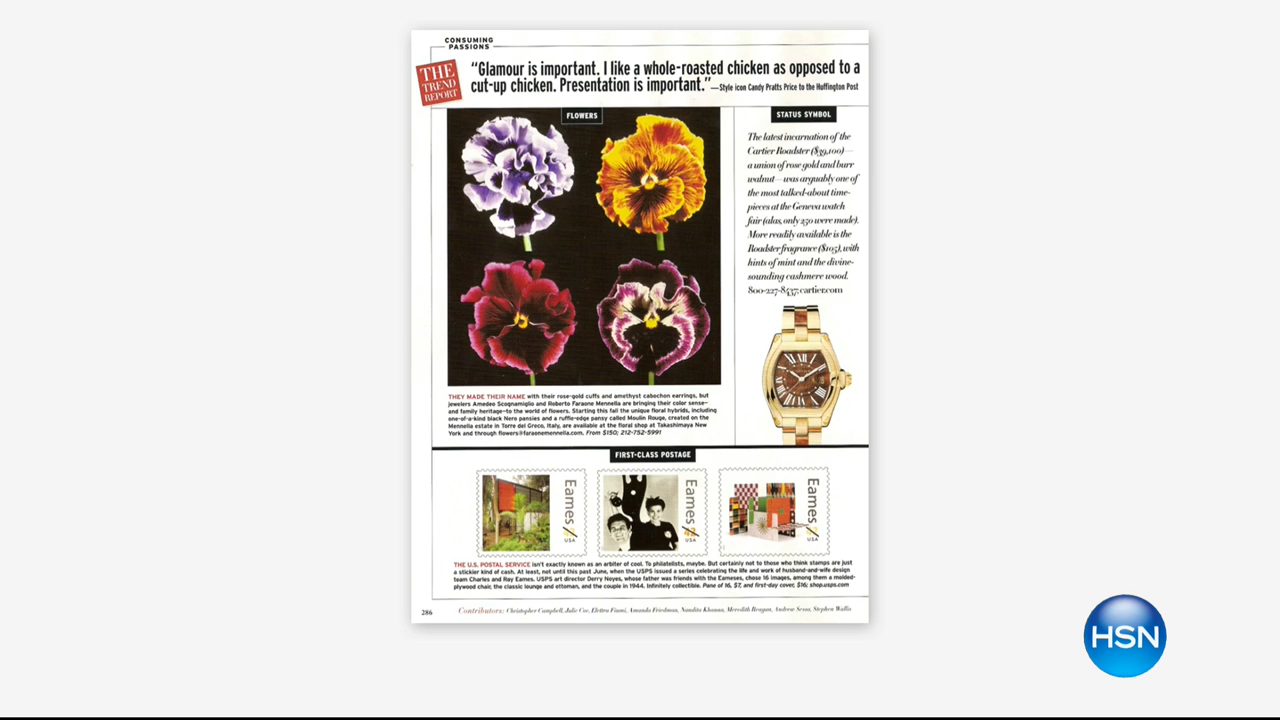 CONSUMING
PASSIONS
THE
TREND
REPORT
“Glamour is important. I like a whole-roasted chicken as opposed to a
cut-up chicken. Presentation is important.”—Style icon Candy Pratts Price to the Huffington Post
FLOWERS
THEY MADE THEIR NAME with their rose-gold cuffs and amethyst cabochon earrings, but
jewelers Amedeo Scognamiglio and Roberto Faraone Mennella are bringing their color sense—
and family heritage—to the world of flowers. Starting this fall the unique floral hybrids, including
one-of-a-kind black Nero pansies and a ruffle-edge pansy called Moulin Rouge, created on the
Mennella estate in Torre del Greco, Italy, are available at the floral shop at Takashimaya New
York and through flowers@faraonemennella.com. From $150; 212-752-5991
STATUS SYMBOL
The latest incarnation of the
Cartier Roadster ($39,100)—
a union of rose gold and burr
walnut—was arguably one of
the most talked-about time-
pieces at the Geneva watch
fair (alas, only 250 were made).
More readily available is the
Roadster fragrance ($105), with
hints of mint and the divine-
sounding cashmere wood.
800-227-8437; cartier.com
FIRST-CLASS POSTAGE
Eames
USA
Eames
42
USA
Eames
USA
THE U.S. POSTAL SERVICE isn't exactly known as an arbiter of cool. To philatelists, maybe. But certainly not to those who think stamps are just
a stickler kind of cash. At least, not until this past June, when the USPS issued a series celebrating the life and work of husband-and-wife design
team Charles and Ray Eames. USPS art director Derry Noyes, whose father was friends with the Eameses, chose 16 images, among them a molded-
plywood chair, the classic lounge and ottoman, and the couple in 1944. Infinitely collectible. Pane of 16, $7, and first-day cover, $16; shop.usps.com
286
Contributors: Christopher Campbell, Julie Coe, Elettra Fiumi, Amanda Friedman, Nandita Khanna, Meredith Reagan, Andrew Sessa, Stephen Wallis
HSN